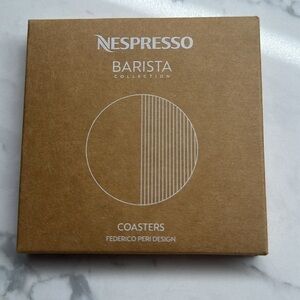 NESPRESSO
BARISTA
COLLECTION
COASTERS
FEDERICO PERI DESIGN